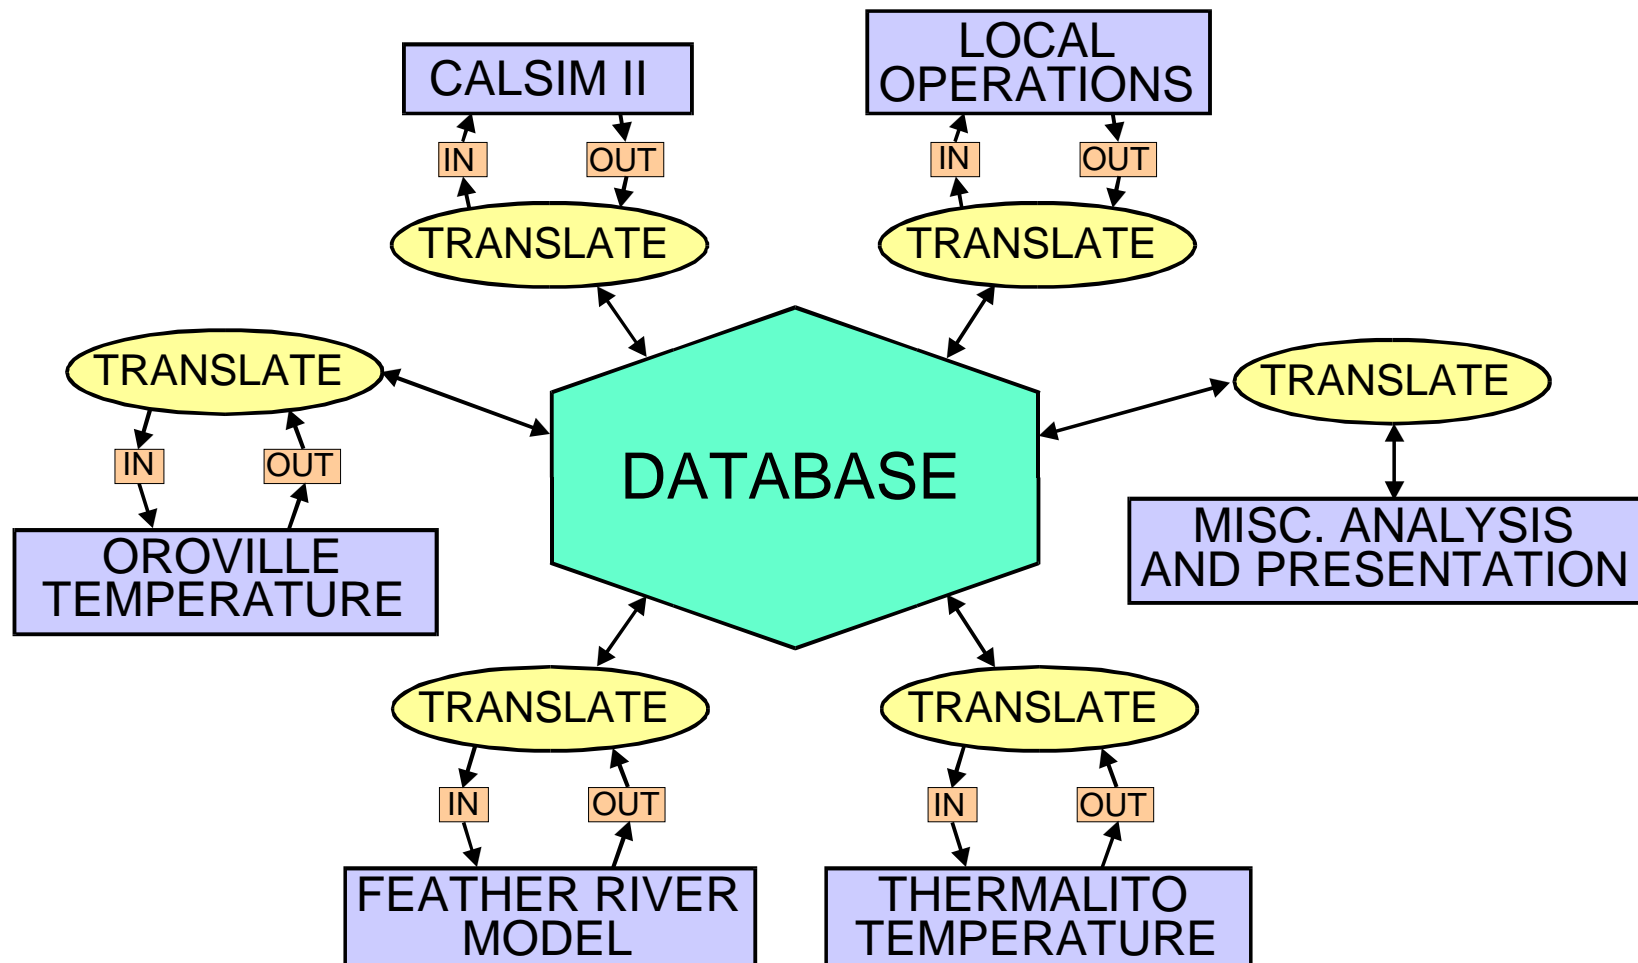 CALSIM II
LOCAL
OPERATIONS
IN
OUT
IN
OUT
TRANSLATE
TRANSLATE
TRANSLATE
TRANSLATE
IN
OUT
DATABASE
OROVILLE
TEMPERATURE
MISC. ANALYSIS
AND PRESENTATION
TRANSLATE
TRANSLATE
IN
OUT
IN
OUT
FEATHER RIVER
MODEL
THERMALITO
TEMPERATURE